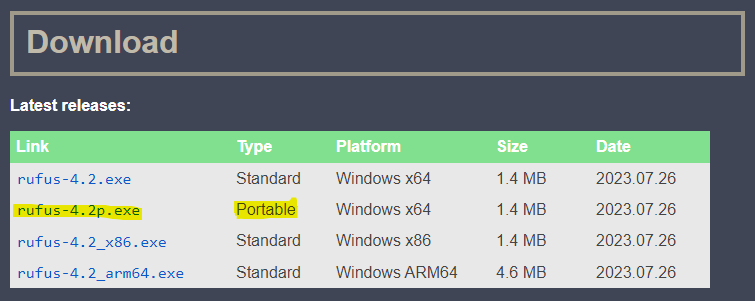 Download
Latest releases:
Link Type Platform Size Date
rufus-4.2.exe Standard Windows x64 1.4 MB 2023.07.26
rufus-4.2p.exe Portable Windows x64 1.4 MB 2023.07.26
rufus-4.2_x86.exe Standard Windows x86 1.4 MB 2023.07.26
rufus-4.2_arm64.exe Standard Windows ARM64 4.6 MB 2023.07.26